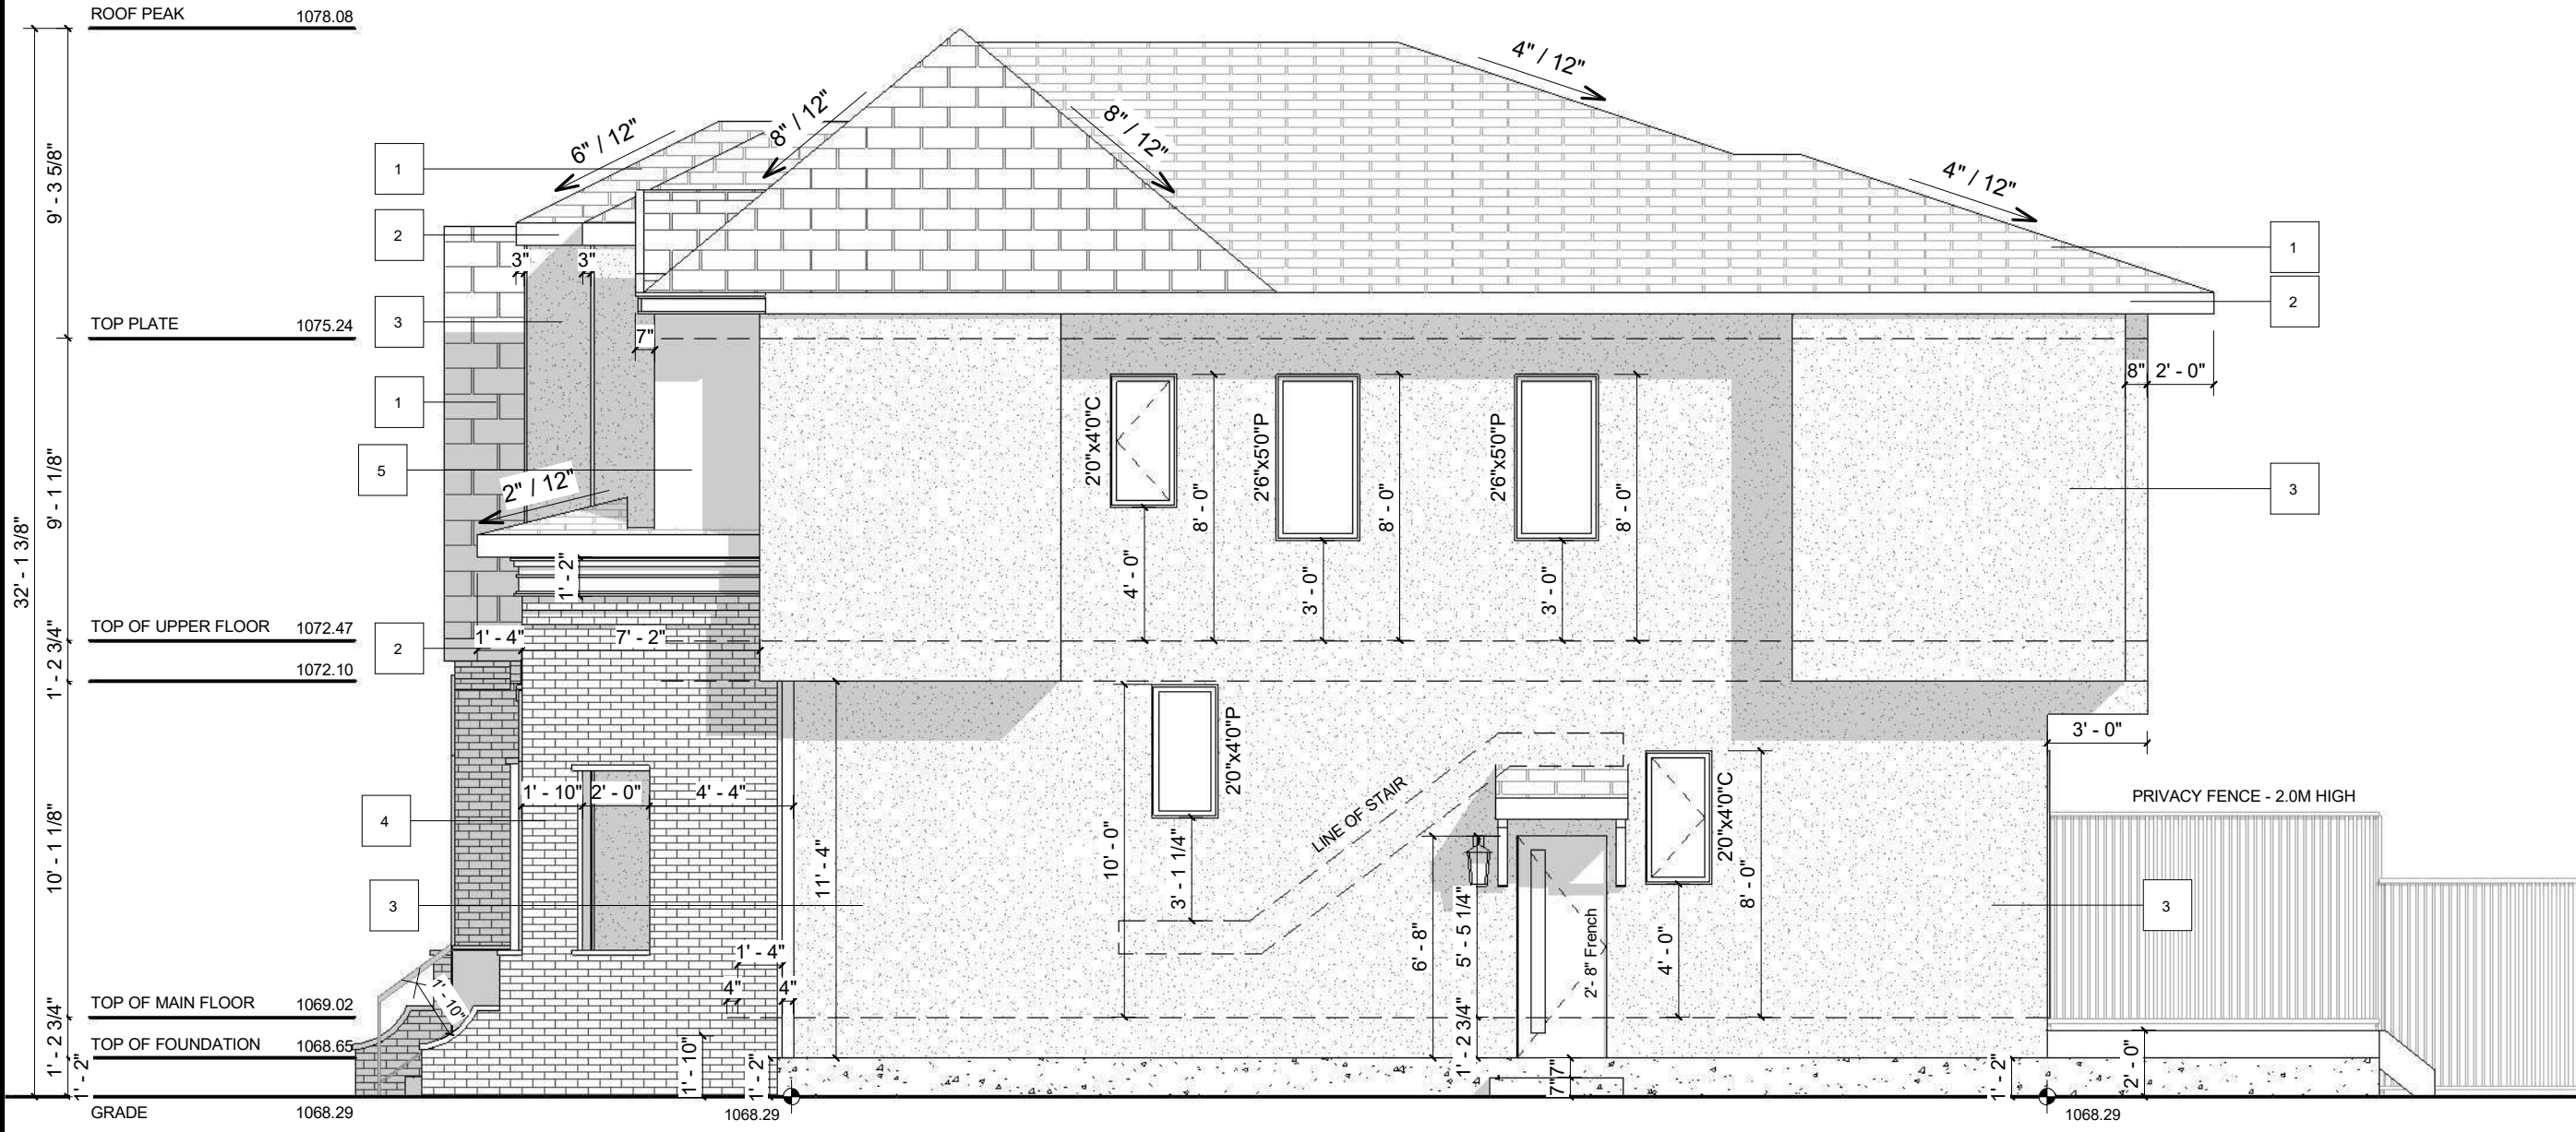 ROOF PEAK 1078.08
TOP PLATE 1075.24
TOP OF UPPER FLOOR 1072.47
1072.10
TOP OF MAIN FLOOR 1069.02
TOP OF FOUNDATION 1068.65
GRADE 1068.29
32' - 1 3/8"
9' - 3 5/8"
9' - 1 1/8"
1' - 2 3/4"
10' - 1 1/8"
1' - 2 3/4"
1' - 2"
1
2
3
1
5
2
4
3
6" / 12"
8" / 12"
8" / 12"
4" / 12"
4" / 12"
2" / 12"
3"
3"
7"
1' - 2"
1' - 4"
7' - 2"
1' - 10"
2' - 0"
4' - 4"
1' - 10"
1' - 4"
4"
4"
1' - 10"
1' - 2"
1068.29
11' - 4"
2'0"x4'0"C
4' - 0"
8' - 0"
2'6"x5'0"P
3' - 0"
8' - 0"
2'6"x5'0"P
3' - 0"
8' - 0"
10' - 0"
2'0"x4'0"P
3' - 1 1/4"
LINE OF STAIR
6' - 8"
5' - 5 1/4"
1' - 2 3/4"
2'- 8" French
7"
7"
2'0"x4'0"C
4' - 0"
8' - 0"
8"
2' - 0"
3' - 0"
1
2
3
PRIVACY FENCE - 2.0M HIGH
3
1' - 2"
2' - 0"
1068.29